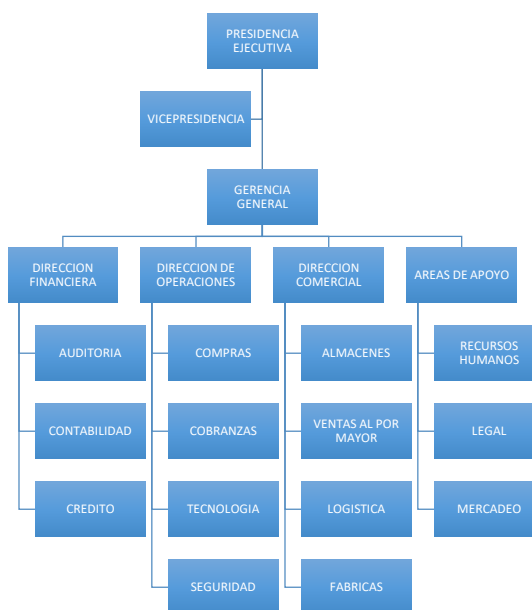 PRESIDENCIA
EJECUTIVA
VICEPRESIDENCIA
GERENCIA
GENERAL
DIRECCION
FINANCIERA
DIRECCION DE
OPERACIONES
DIRECCION
COMERCIAL
AREAS DE APOYO
AUDITORIA
COMPRAS
ALMACENES
RECURSOS
HUMANOS
CONTABILIDAD
COBRANZAS
VENTAS AL POR
MAYOR
LEGAL
CREDITO
TECNOLOGIA
LOGISTICA
MERCADEO
SEGURIDAD
FABRICAS